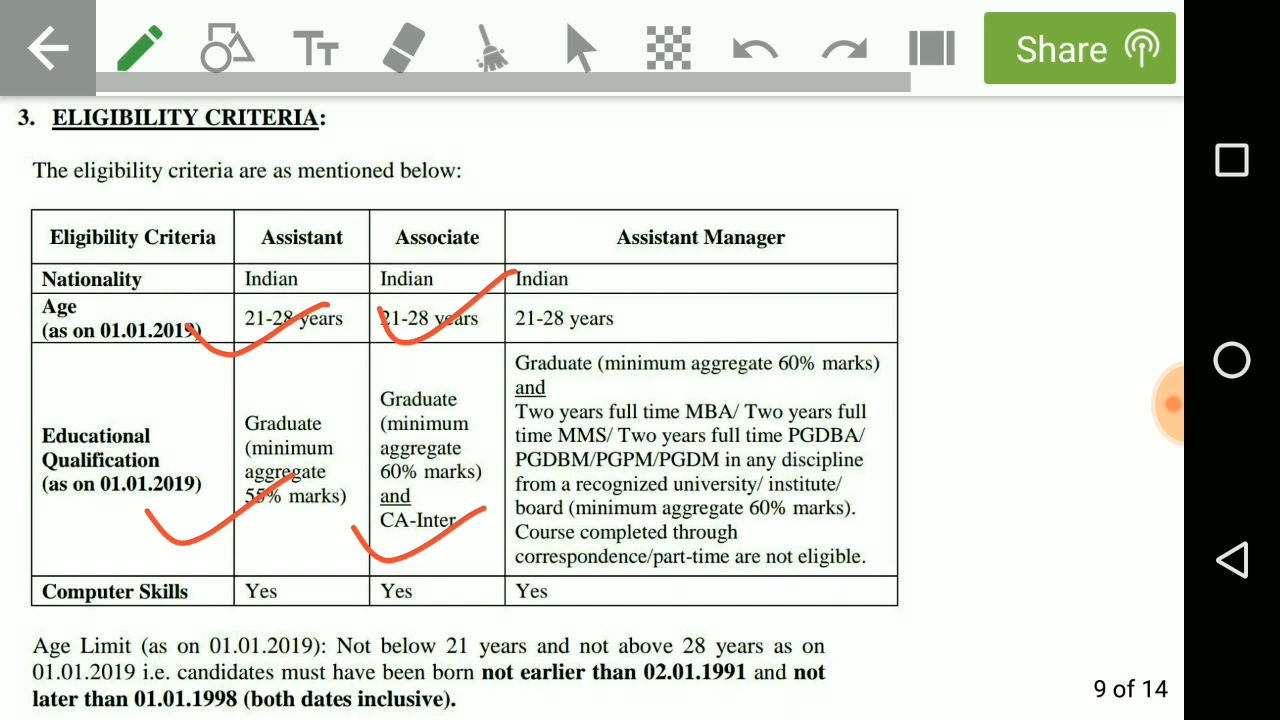 TT
Share
3. ELIGIBILITY CRITERIA:
The eligibility criteria are as mentioned below:
Eligibility Criteria Assistant Associate Assistant Manager
Nationality Indian Indian Indian
Age
(as on 01.01.2019) 21-28 years 21-28 years 21-28 years
Educational
Qualification
(as on 01.01.2019)
Graduate
(minimum
aggregate
55% marks)
Graduate
(minimum
aggregate
60% marks)
and
CA-Inter
Graduate (minimum aggregate 60% marks)
and
Two years full time MBA/ Two years full
time MMS/ Two years full time PGDBA/
PGDBM/PGPM/PGDM in any discipline
from a recognized university/ institute/
board (minimum aggregate 60% marks).
Course completed through
correspondence/part-time are not eligible.
Computer Skills Yes Yes Yes
Age Limit (as on 01.01.2019): Not below 21 years and not above 28 years as on
01.01.2019 i.e. candidates must have been born not earlier than 02.01.1991 and not
later than 01.01.1998 (both dates inclusive).
9 of 14